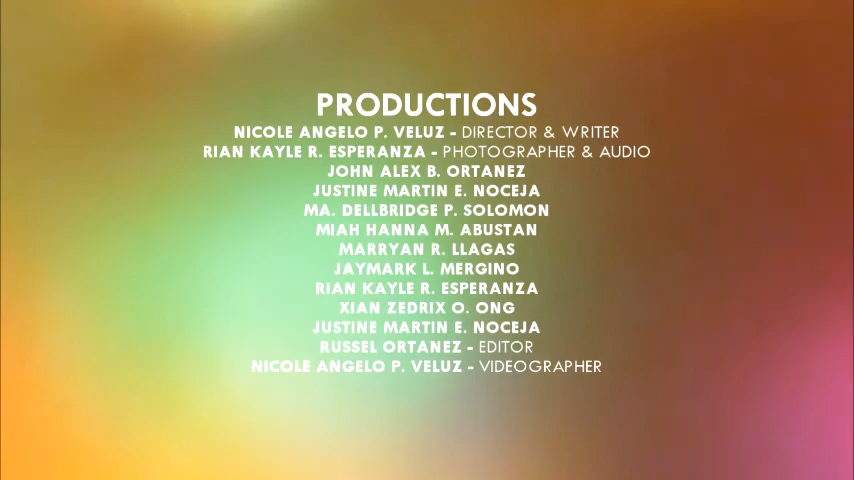 PRODUCTIONS
NICOLE ANGELO P. VELUZ - DIRECTOR & WRITER
RIAN KAYLE R. ESPERANZA - PHOTOGRAPHER & AUDIO
JOHN ALEX B. ORTANEZ
JUSTINE MARTIN E. NOCEJA
MA. DELLBRIDGE P. SOLOMON
MIAH HANNA M. ABUSTAN
MARRYAN R. LLAGAS
JAYMARK L. MERGINO
RIAN KAYLE R. ESPERANZA
XIAN ZEDRIX O. ONG
JUSTINE MARTIN E. NOCEJA
RUSSEL ORTANEZ - EDITOR
NICOLE ANGELO P. VELUZ - VIDEOGRAPHER